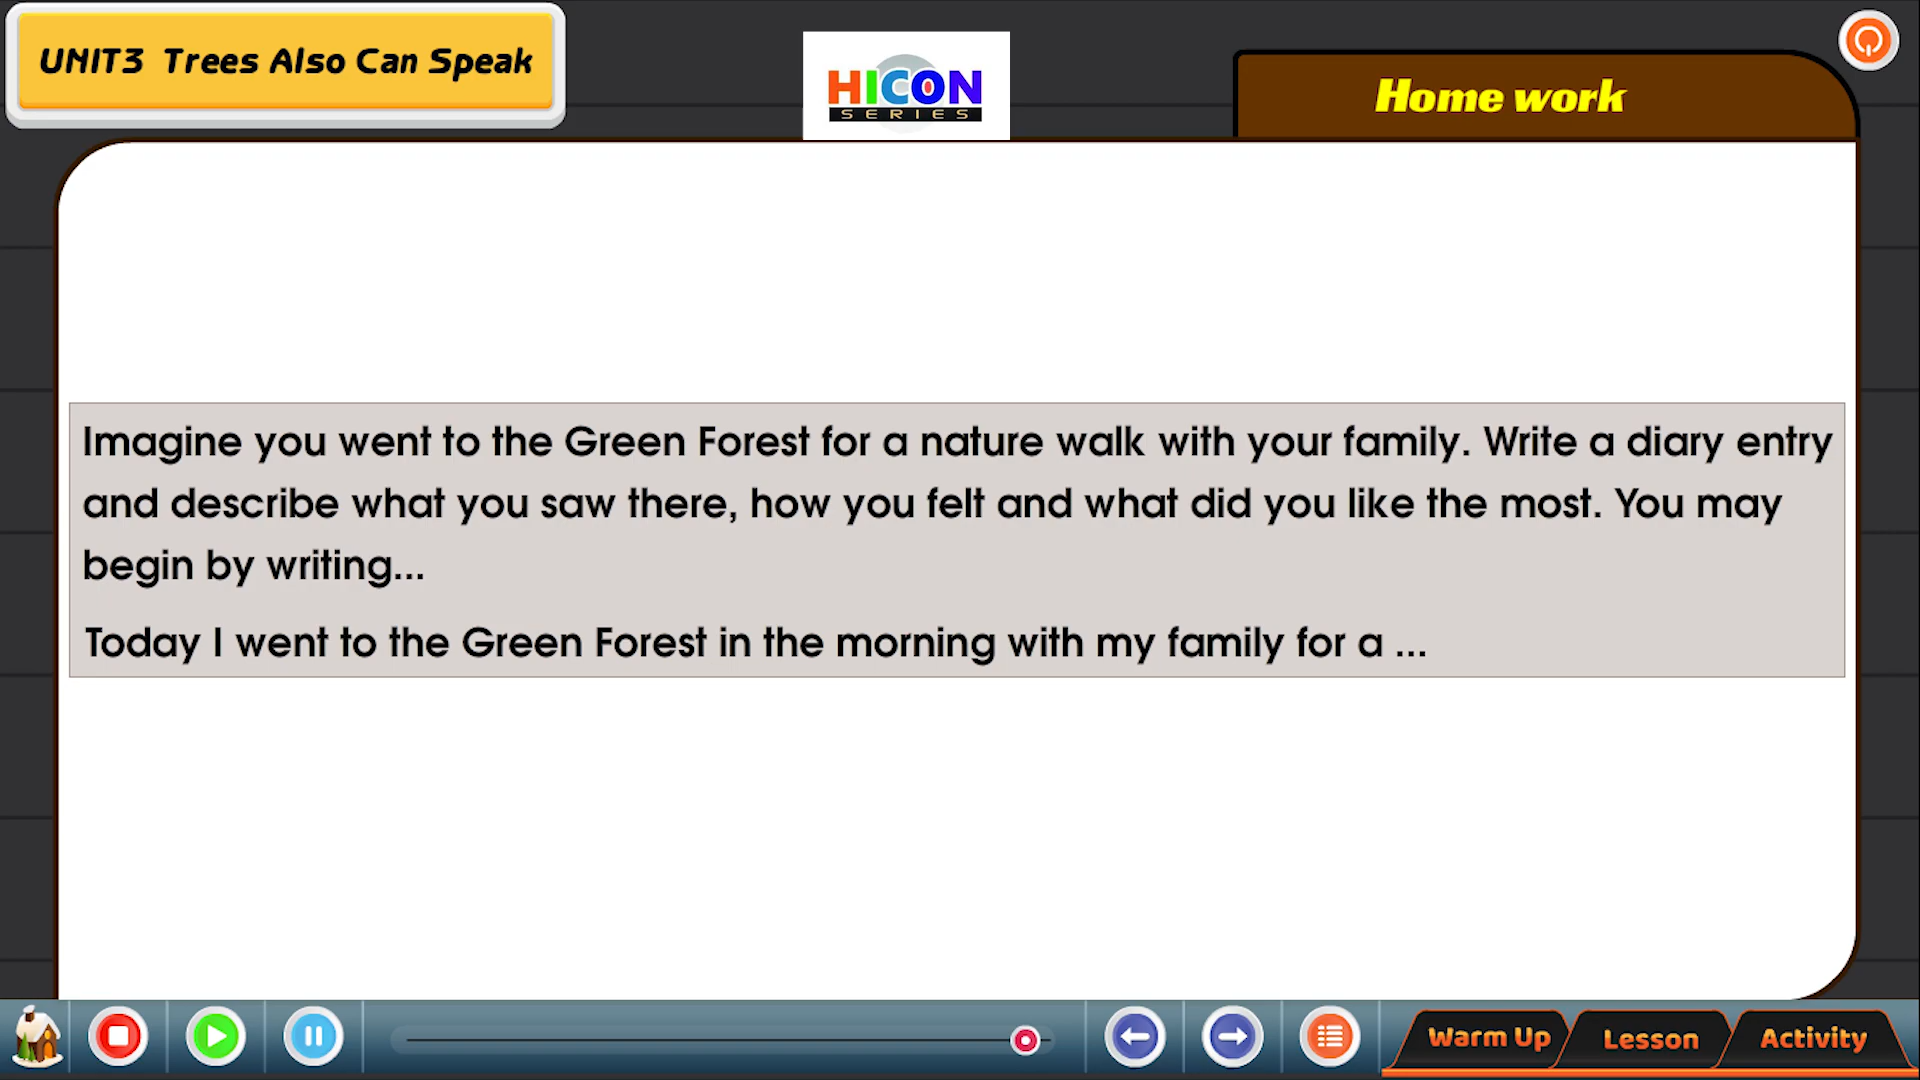 UNIT3 Trees Also Can Speak
HICON
SERIES
Home work
Imagine you went to the Green Forest for a nature walk with your family. Write a diary entry
and describe what you saw there, how you felt and what did you like the most. You may
begin by writing...
Today I went to the Green Forest in the morning with my family for a ...
Warm Up
Lesson
Activity